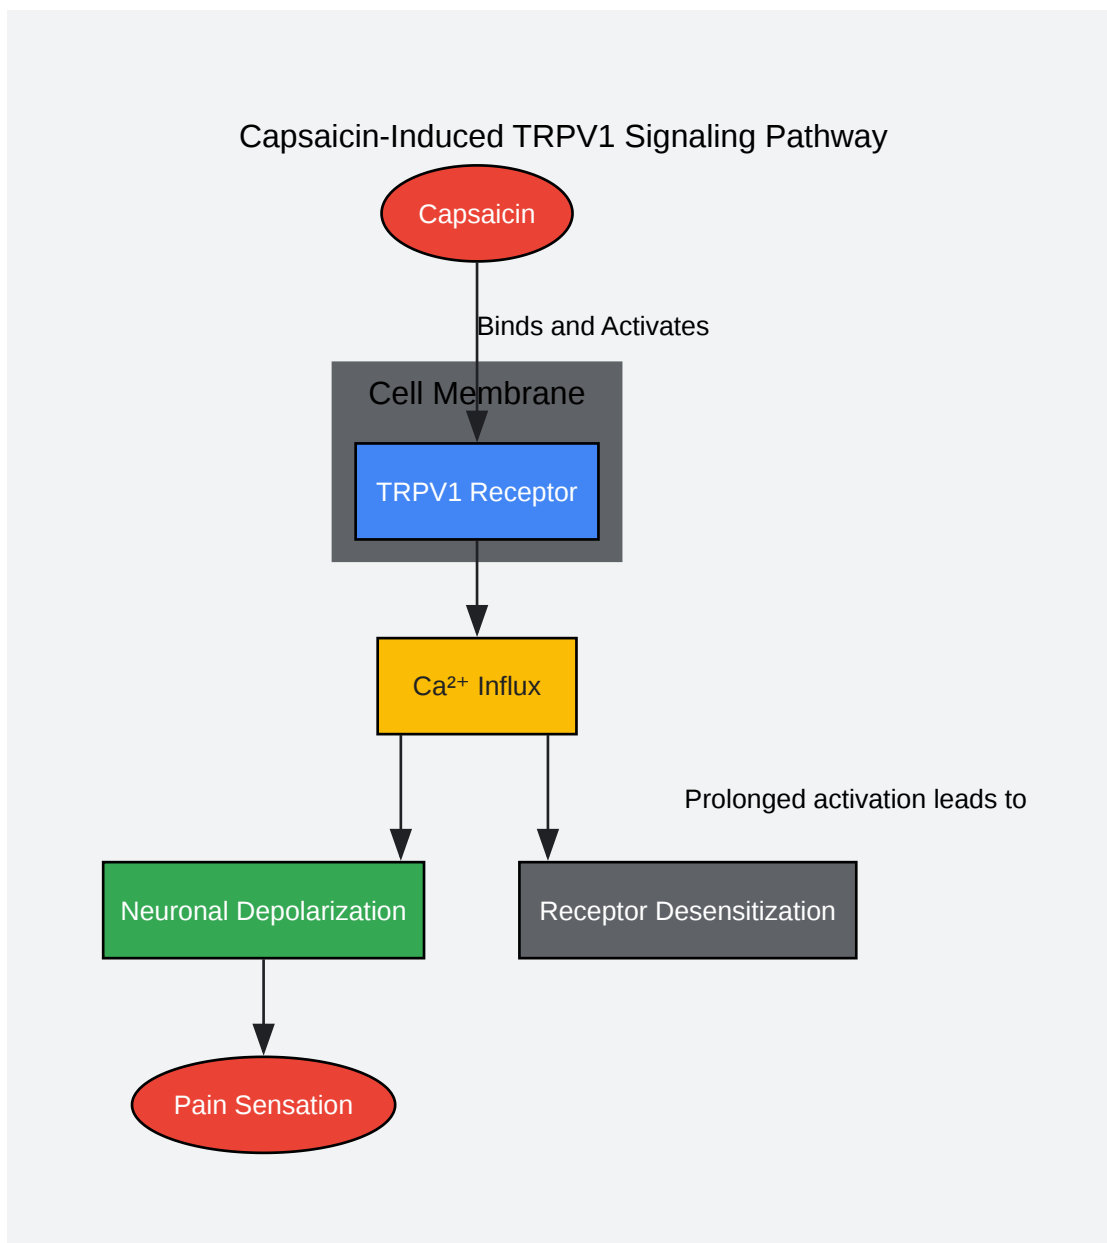 Capsaicin-Induced TRPV1 Signaling Pathway
Capsaicin
Binds and Activates
Cell Membrane
TRPV1 Receptor
Ca²⁺ Influx
Prolonged activation leads to
Neuronal Depolarization
Receptor Desensitization
Pain Sensation